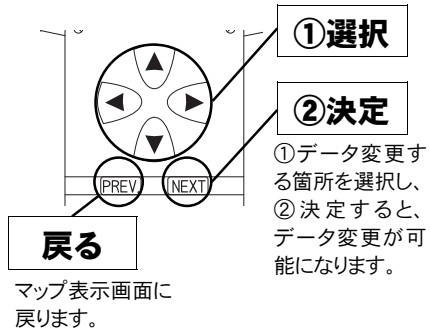 ①選択
②決定
①データ変更す
る箇所を選択し、
②決定すると、
データ変更が可
能になります。
PREV. NEXT
戻る
マップ表示画面に
戻ります。